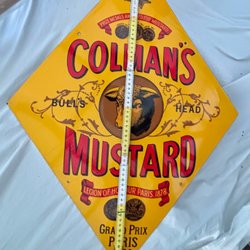 COLMAN'S
BULL'S HEAD
MUSTARD
LEGION OF HONOUR PARIS. 1878.
GRAND PRIX
PARIS